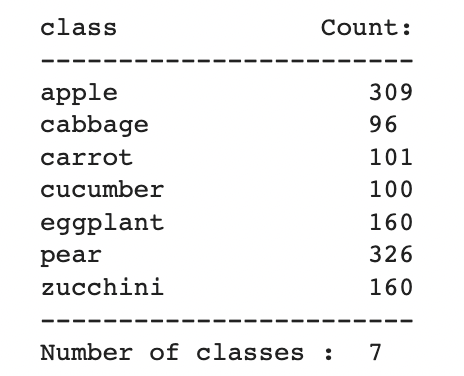 class Count:
------------------------
apple 309
cabbage 96
carrot 101
cucumber 100
eggplant 160
pear 326
zucchini 160
------------------------
Number of classes : 7